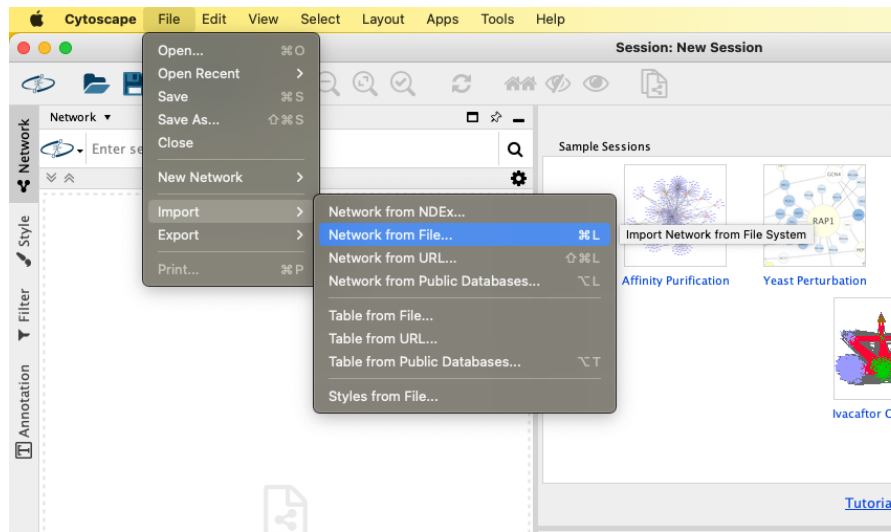 Cytoscape File Edit View Select Layout Apps Tools Help
Session: New Session
Open... ⌘O
Open Recent >
Save ⌘S
Save As... ⇧⌘S
Close
New Network >
Import >
Export >
Print... ⌘P
Network from NDEx...
Network from File... ⌘L
Network from URL... ⇧⌘L
Network from Public Databases... ⌥L
Table from File...
Table from URL...
Table from Public Databases... ⌥T
Styles from File...
Import Network from File System
Network ▼
Enter se
Network
Style
Filter
Annotation
Sample Sessions
GCN4
RAP1
Affinity Purification
Yeast Perturbation
Ivacaftor C
Tutoria